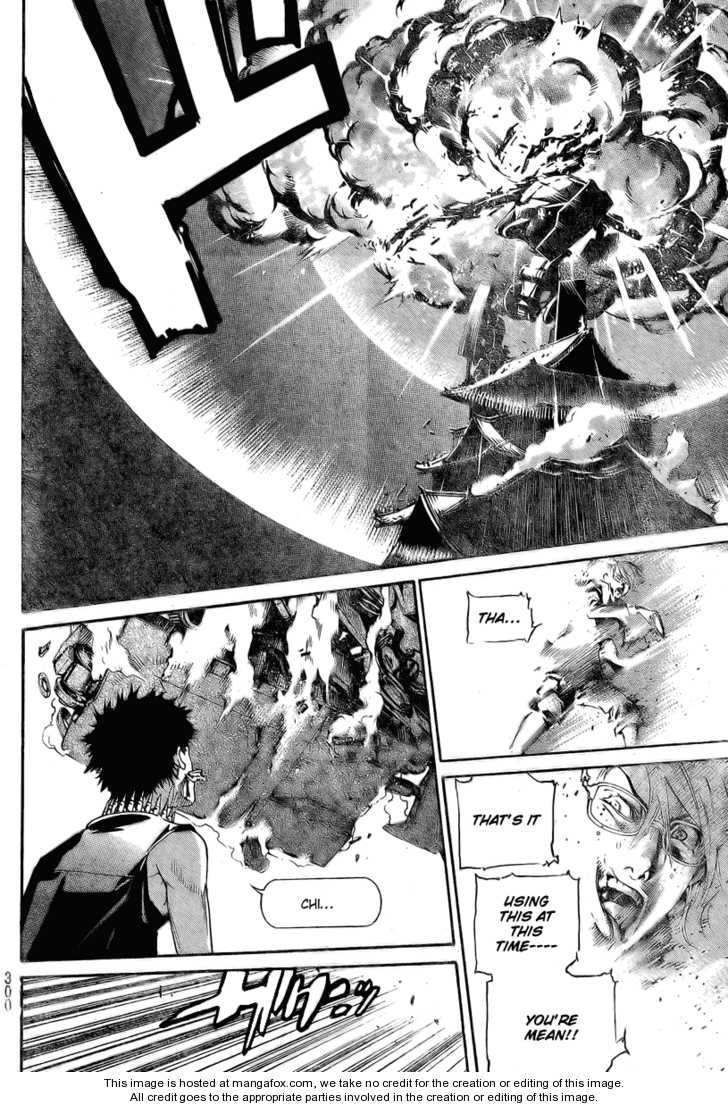 ド
THA...
THAT'S IT
USING
THIS AT
THIS
TIME----
YOU'RE
MEAN!!
CHI...
300
This image is hosted at mangafox.com, we take no credit for the creation or editing of this image.
All credit goes to the appropriate parties involved in the creation or editing of this image.